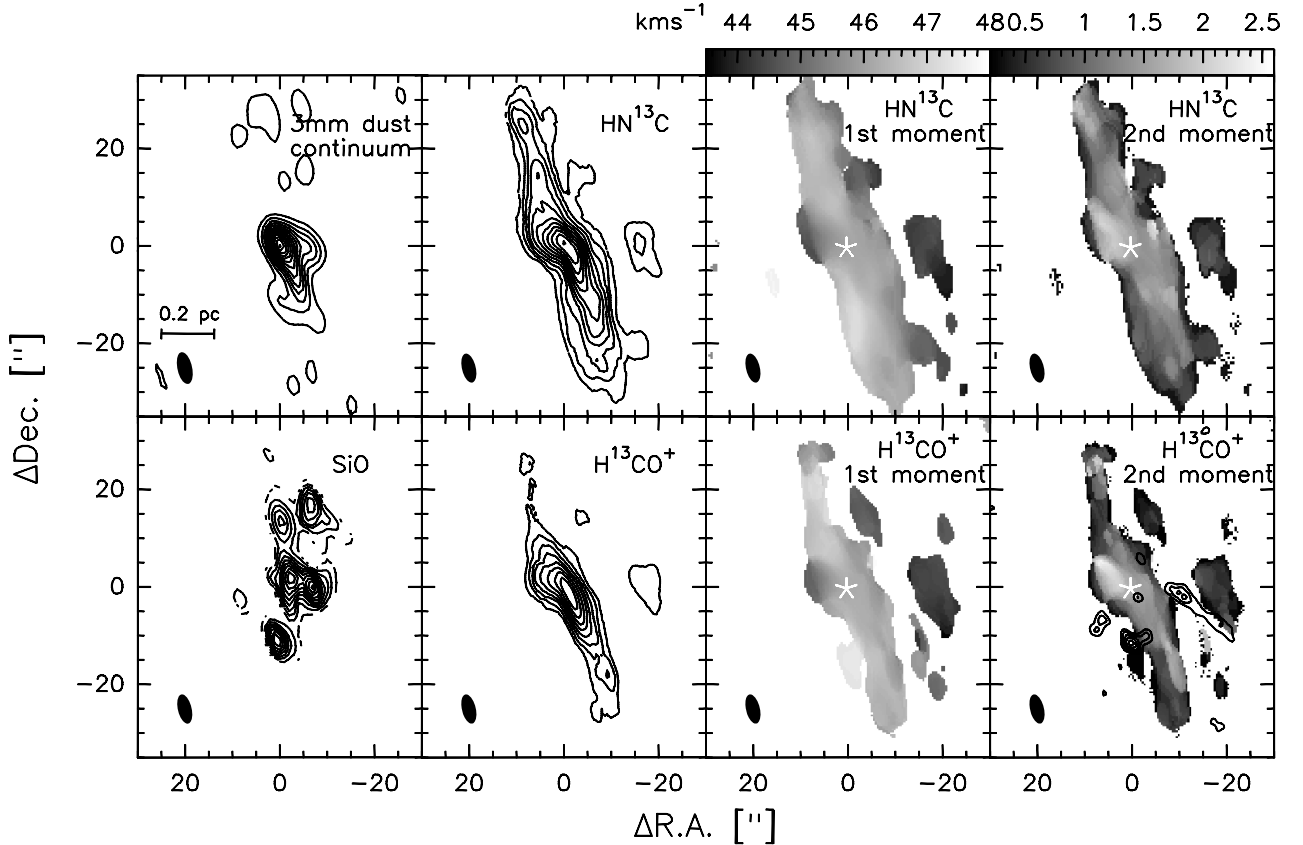 kms⁻¹ 44 45 46 47 48 0.5 1 1.5 2 2.5
3mm dust
continuum
HN¹³C
HN¹³C
1st moment
HN¹³C
2nd moment
20
0
−20
0.2 pc
SiO
H¹³CO⁺
H¹³CO⁺
1st moment
H¹³CO⁺
2nd moment
20
0
−20
20 0 −20 20 0 −20 20 0 −20 20 0 −20
ΔDec. ["]
ΔR.A. ["]